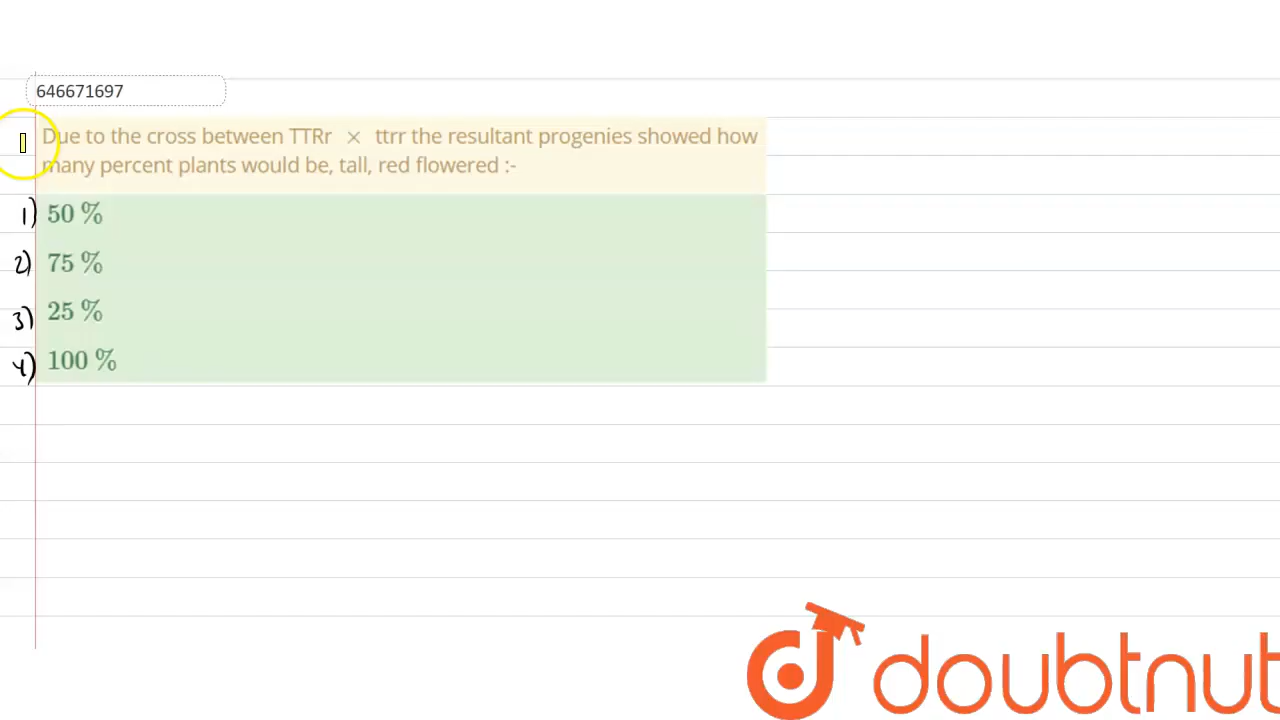 646671697
Due to the cross between TTRr × ttrr the resultant progenies showed how
many percent plants would be, tall, red flowered :-
1) 50 %
2) 75 %
3) 25 %
4) 100 %
doubtnut